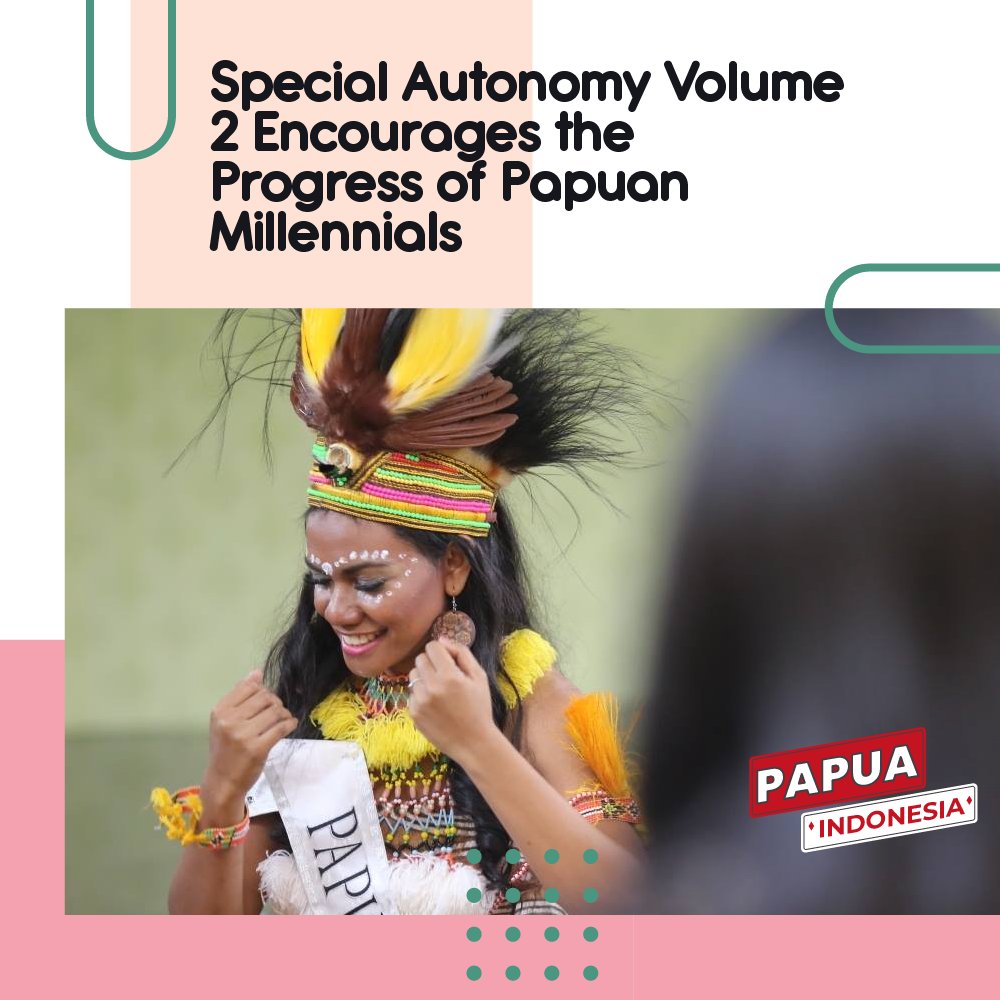 Special Autonomy Volume
2 Encourages the
Progress of Papuan
Millennials
PAPUA
INDONESIA